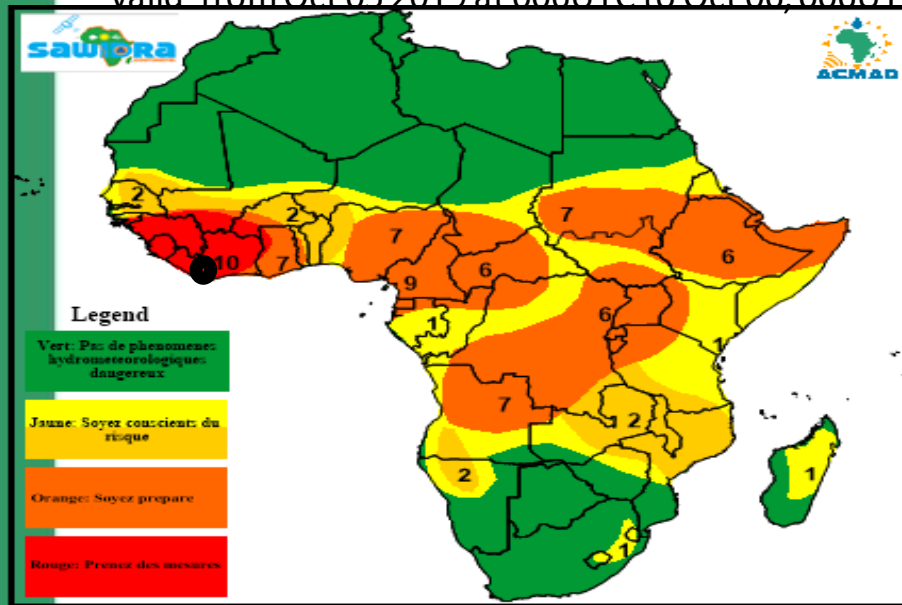 sawidra
ACMAD
2
2
7
7
10
7
6
6
9
6
1
1
7
1 2
2
1
1
Legend
Vert: Pas de phenomenes
hydrometeorologiques
dangereux
Jaune: Soyez conscients du
risque
Orange: Soyez prepare
Rouge: Prenez des mesures